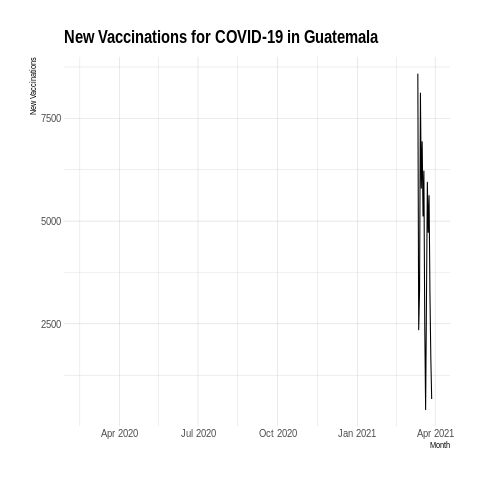 New Vaccinations for COVID-19 in Guatemala
New Vaccinations
7500
5000
2500
Apr 2020 Jul 2020 Oct 2020 Jan 2021 Apr 2021
Month